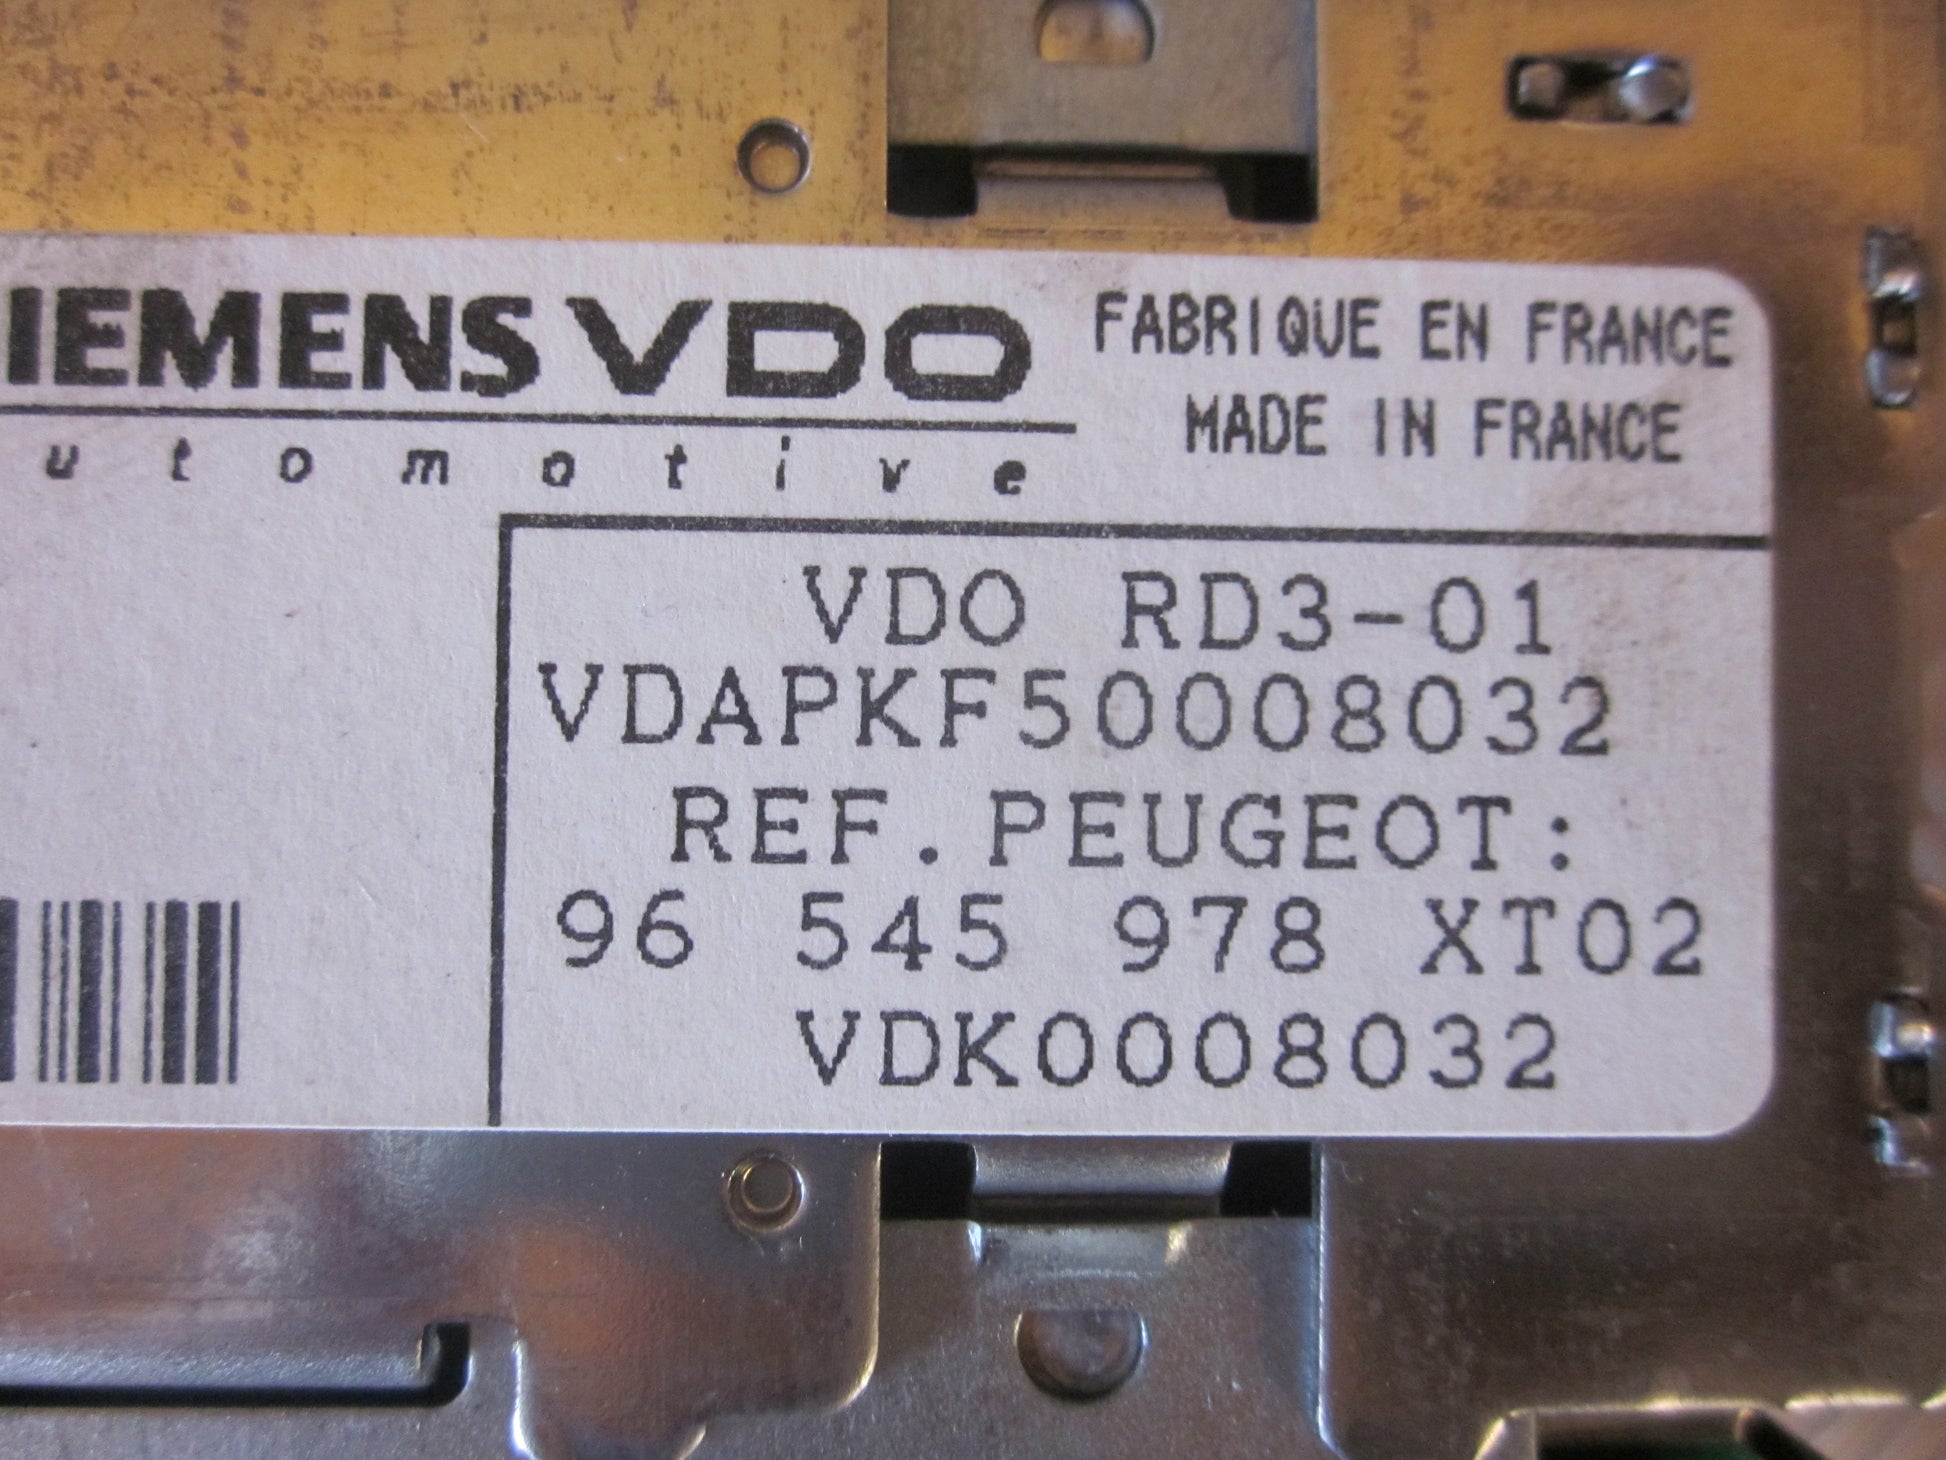 IEMENS VDO
utomotive
FABRIQUE EN FRANCE
MADE IN FRANCE
VDO RD3-01
VDAPKF50008032
REF.PEUGEOT:
96 545 978 XT02
VDK0008032